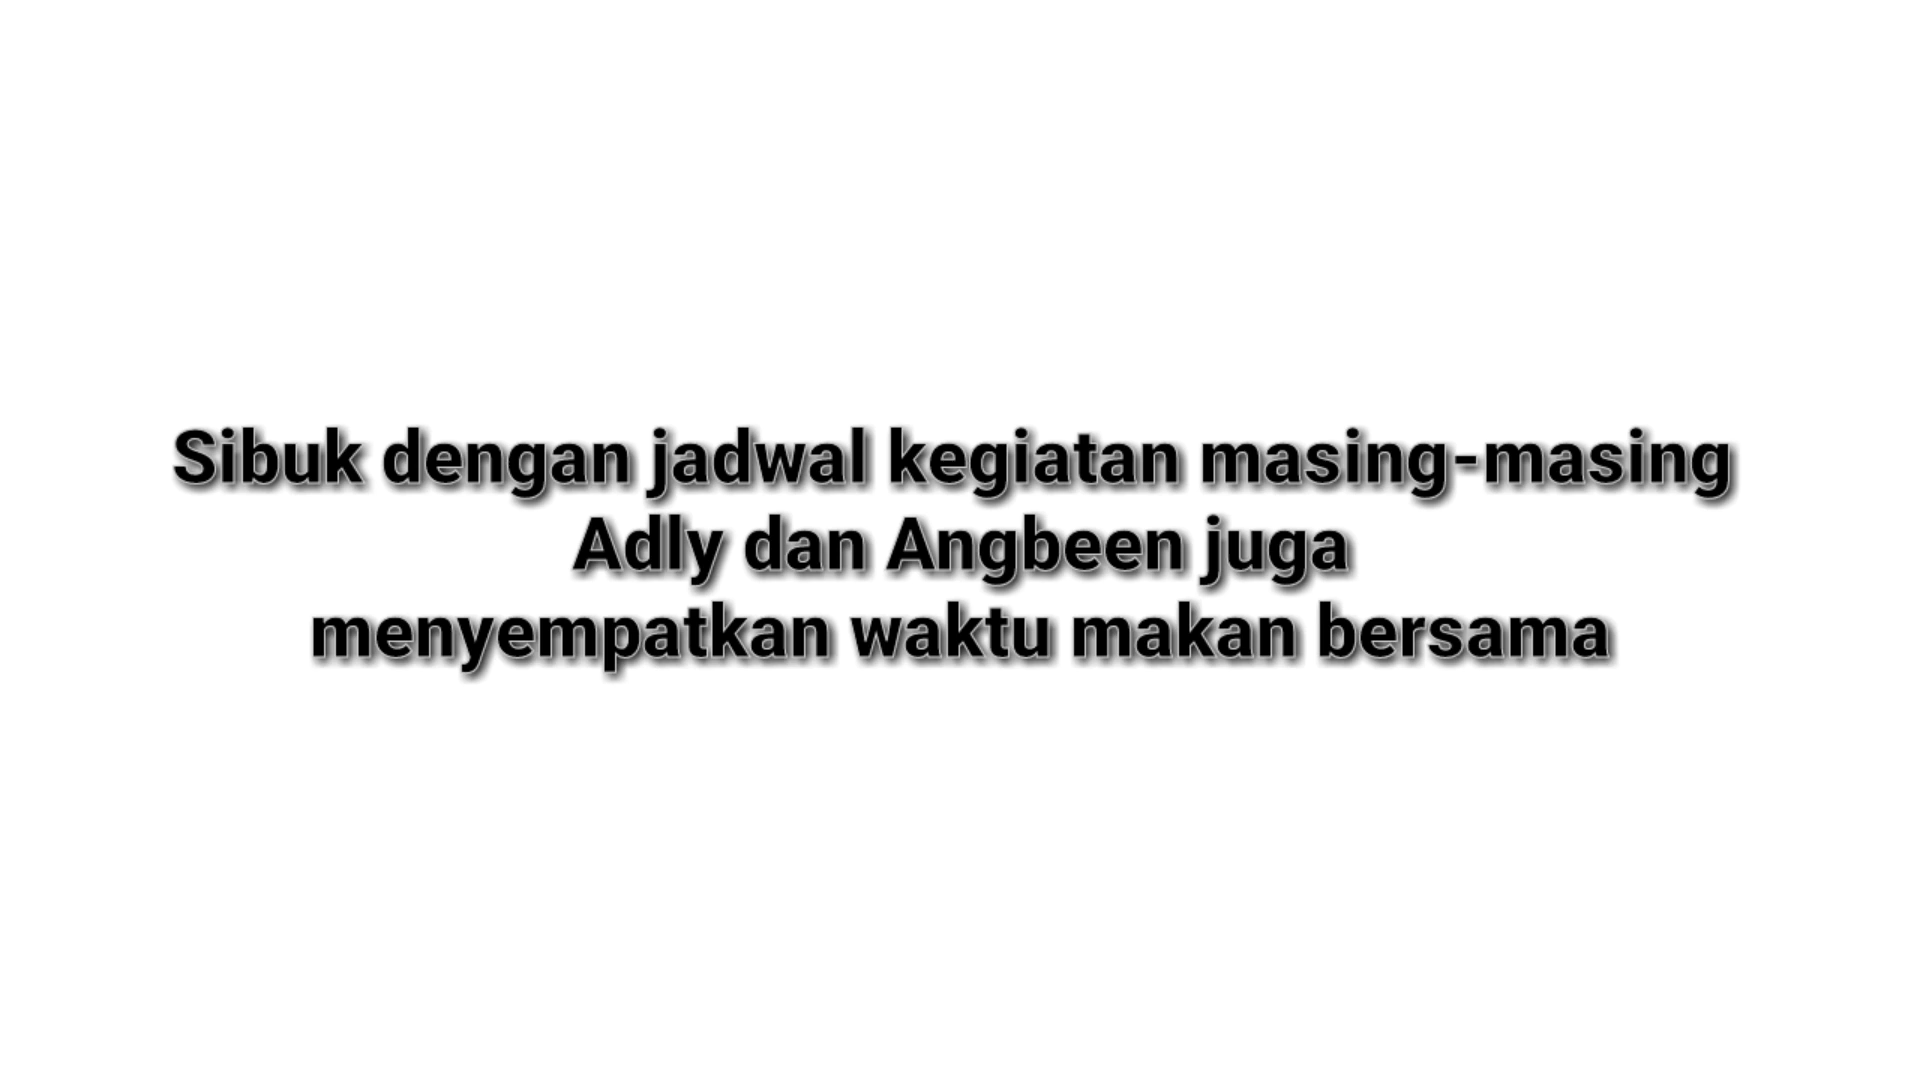 Sibuk dengan jadwal kegiatan masing-masing
Adly dan Angbeen juga
menyempatkan waktu makan bersama